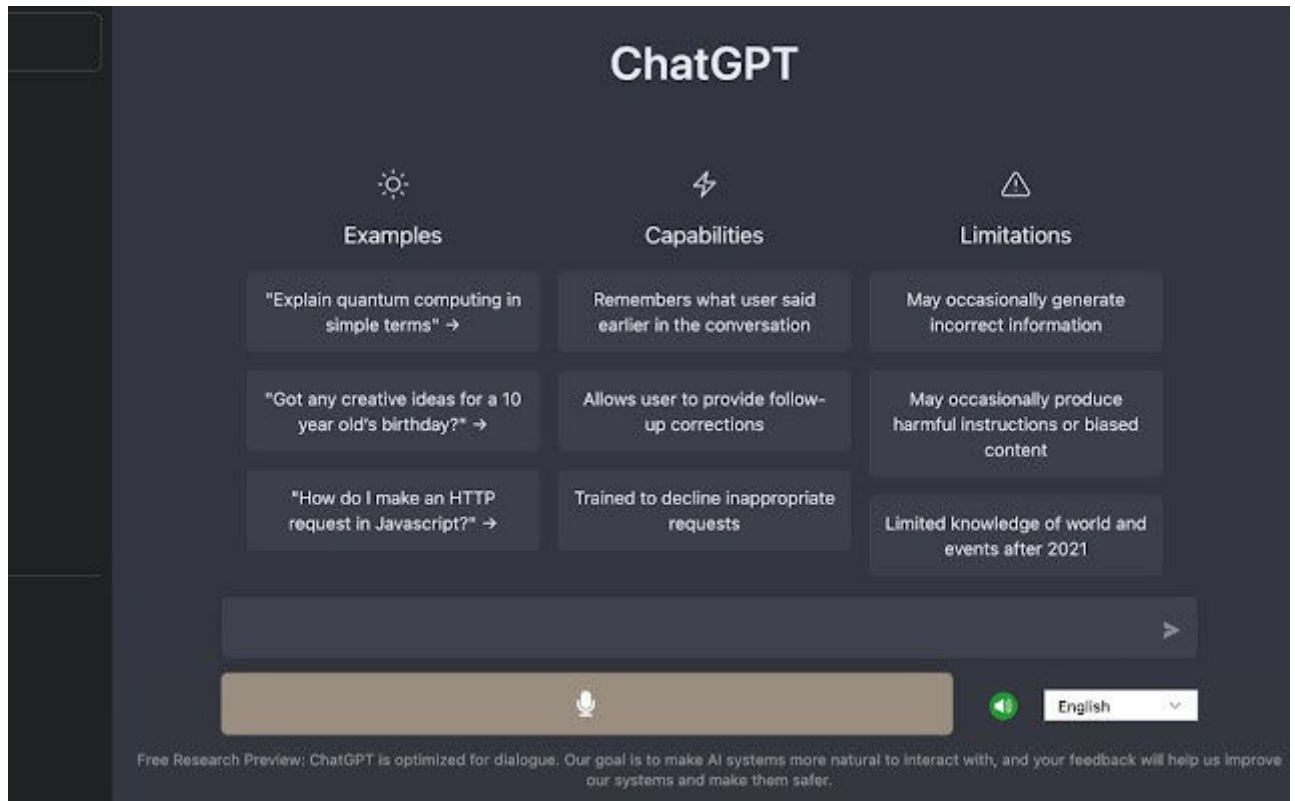 ChatGPT
Examples
"Explain quantum computing in
simple terms" →
"Got any creative ideas for a 10
year old's birthday?" →
"How do I make an HTTP
request in Javascript?" →
Capabilities
Remembers what user said
earlier in the conversation
Allows user to provide follow-
up corrections
Trained to decline inappropriate
requests
Limitations
May occasionally generate
incorrect information
May occasionally produce
harmful instructions or biased
content
Limited knowledge of world and
events after 2021
English
Free Research Preview: ChatGPT is optimized for dialogue. Our goal is to make AI systems more natural to interact with, and your feedback will help us improve
our systems and make them safer.